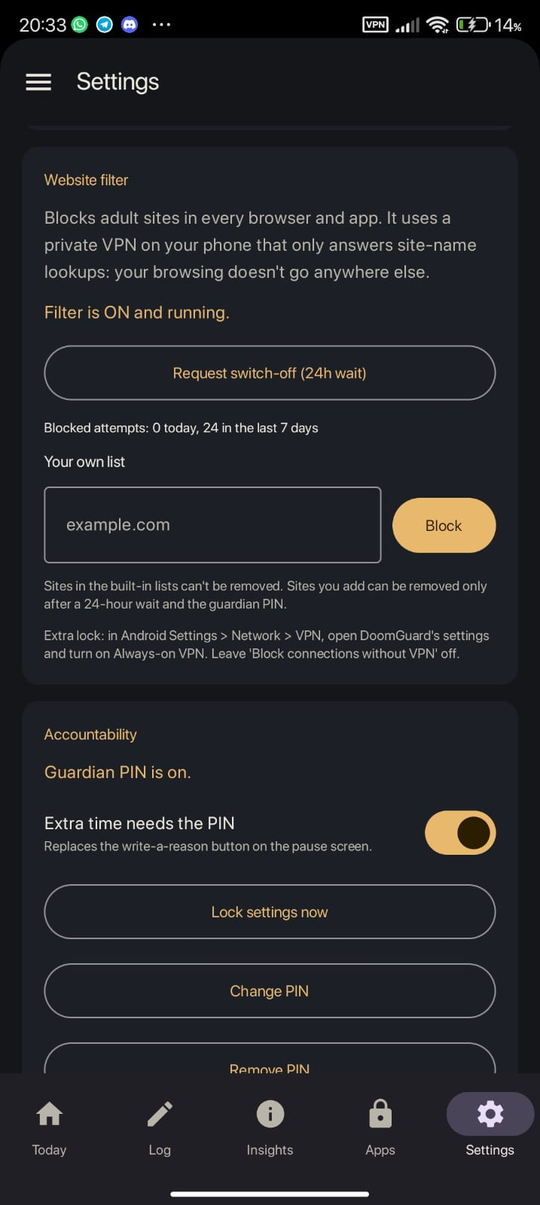 20:33 ... VPN 14%
Settings
Website filter
Blocks adult sites in every browser and app. It uses a
private VPN on your phone that only answers site-name
lookups: your browsing doesn't go anywhere else.
Filter is ON and running.
Request switch-off (24h wait)
Blocked attempts: 0 today, 24 in the last 7 days
Your own list
example.com
Block
Sites in the built-in lists can't be removed. Sites you add can be removed only
after a 24-hour wait and the guardian PIN.
Extra lock: in Android Settings > Network > VPN, open DoomGuard's settings
and turn on Always-on VPN. Leave 'Block connections without VPN' off.
Accountability
Guardian PIN is on.
Extra time needs the PIN
Replaces the write-a-reason button on the pause screen.
Lock settings now
Change PIN
Remove PIN
Today Log Insights Apps Settings